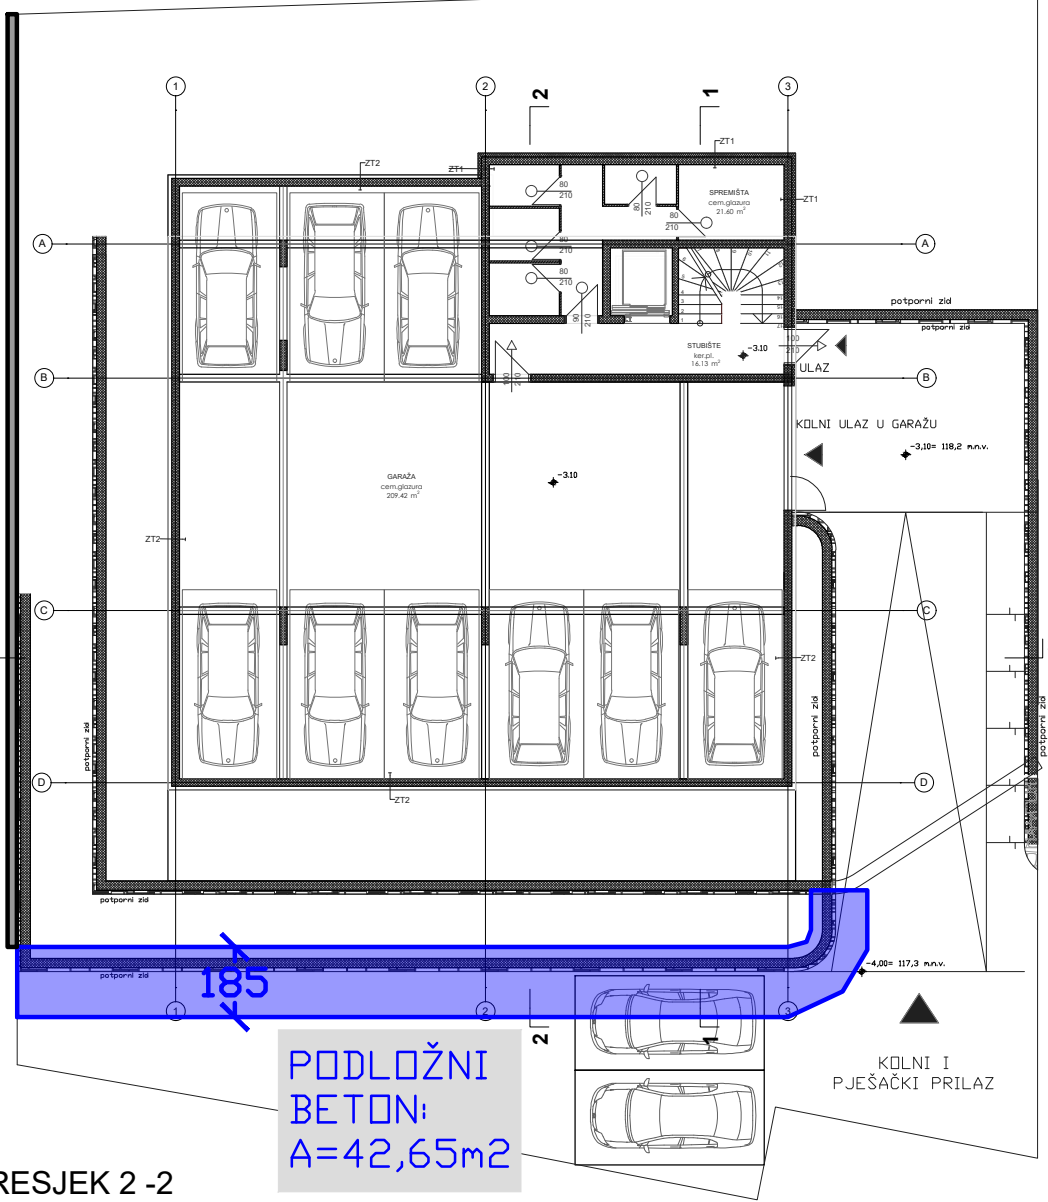 1
2
3
2
1
ZT1
ZT2
ZT1
80
210
80
210
SPREMIŠTA
cem.glazura
21.60 m²
ZT1
80
210
A
80
210
A
80
210
90
210
potporni zid
potporni zid
STUBIŠTE
ker.pl.
16.13 m²
-3.10
100
210
ULAZ
B
100
210
B
KOLNI ULAZ U GARAŽU
-3,10= 118,2 m.n.v.
GARAŽA
cem.glazura
209.42 m²
-3.10
ZT2
C
C
ZT2
potporni zid
potporni zid
potporni zid
D
D
ZT2
potporni zid
potporni zid
-4,00= 117,3 m.n.v.
185
1
2
3
2
1
PODLOŽNI
BETON:
A=42,65m2
KOLNI I
PJEŠAČKI PRILAZ
RESJEK 2 -2